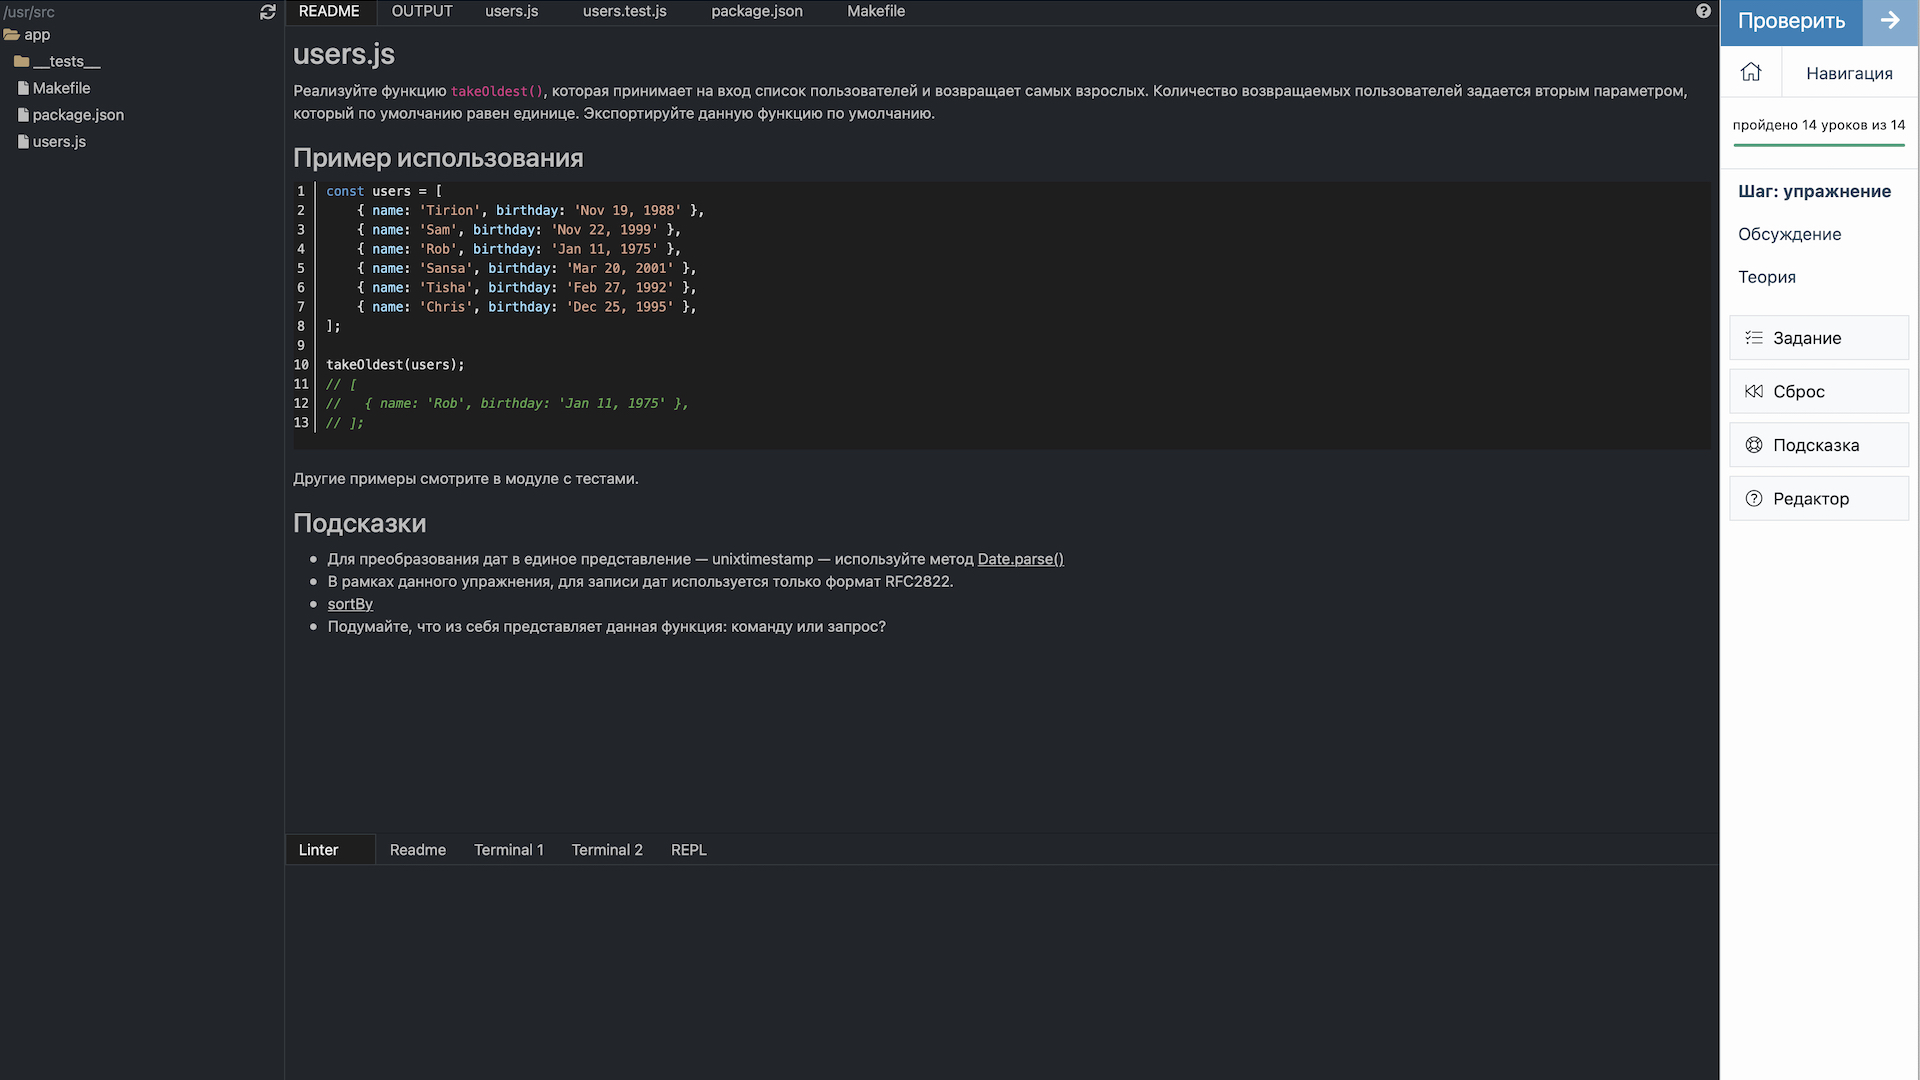 /usr/src
app
__tests__
Makefile
package.json
users.js
README OUTPUT users.js users.test.js package.json Makefile
users.js
Реализуйте функцию takeOldest(), которая принимает на вход список пользователей и возвращает самых взрослых. Количество возвращаемых пользователей задается вторым параметром,
который по умолчанию равен единице. Экспортируйте данную функцию по умолчанию.
Пример использования
1 const users = [
2 { name: 'Tirion', birthday: 'Nov 19, 1988' },
3 { name: 'Sam', birthday: 'Nov 22, 1999' },
4 { name: 'Rob', birthday: 'Jan 11, 1975' },
5 { name: 'Sansa', birthday: 'Mar 20, 2001' },
6 { name: 'Tisha', birthday: 'Feb 27, 1992' },
7 { name: 'Chris', birthday: 'Dec 25, 1995' },
8 ];
9
10 takeOldest(users);
11 // [
12 //   { name: 'Rob', birthday: 'Jan 11, 1975' },
13 // ];
Другие примеры смотрите в модуле с тестами.
Подсказки
• Для преобразования дат в единое представление — unixtimestamp — используйте метод Date.parse()
• В рамках данного упражнения, для записи дат используется только формат RFC2822.
• sortBy
• Подумайте, что из себя представляет данная функция: команду или запрос?
Linter Readme Terminal 1 Terminal 2 REPL
Проверить
Навигация
пройдено 14 уроков из 14
Шаг: упражнение
Обсуждение
Теория
Задание
Сброс
Подсказка
Редактор